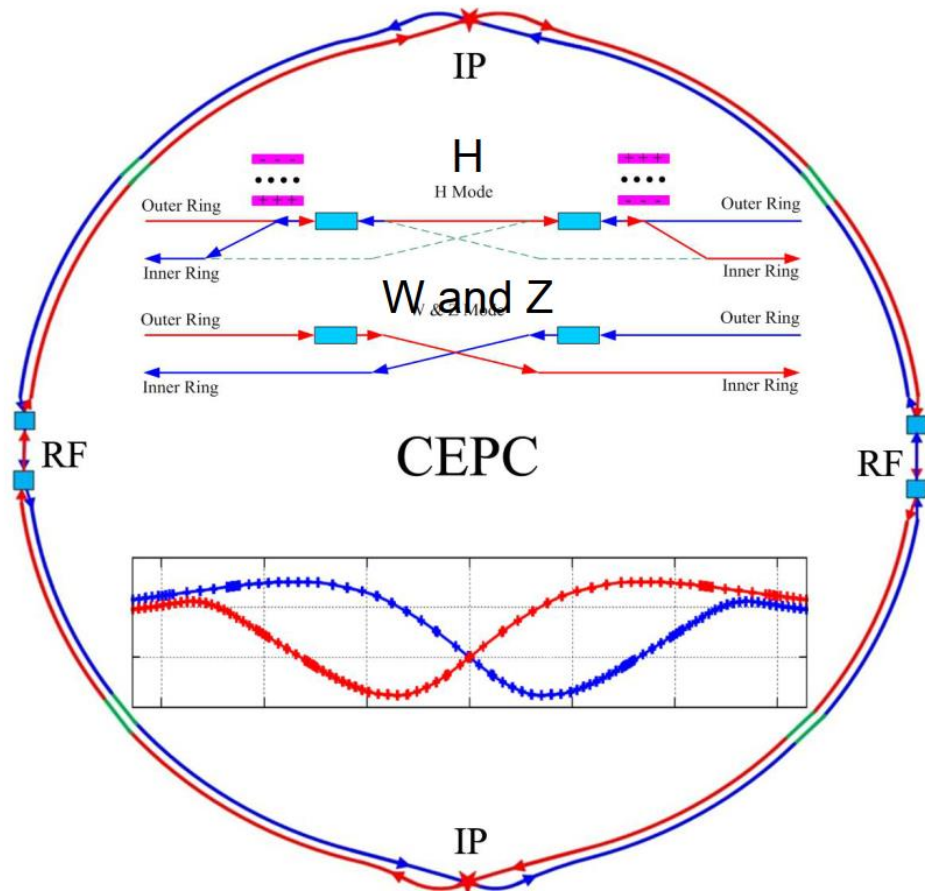 IP
H
- - - + + +
H Mode
+ + + - - -
Outer Ring Outer Ring
Inner Ring Inner Ring
W and Z
W & Z Mode
Outer Ring Outer Ring
Inner Ring Inner Ring
RF CEPC RF
IP